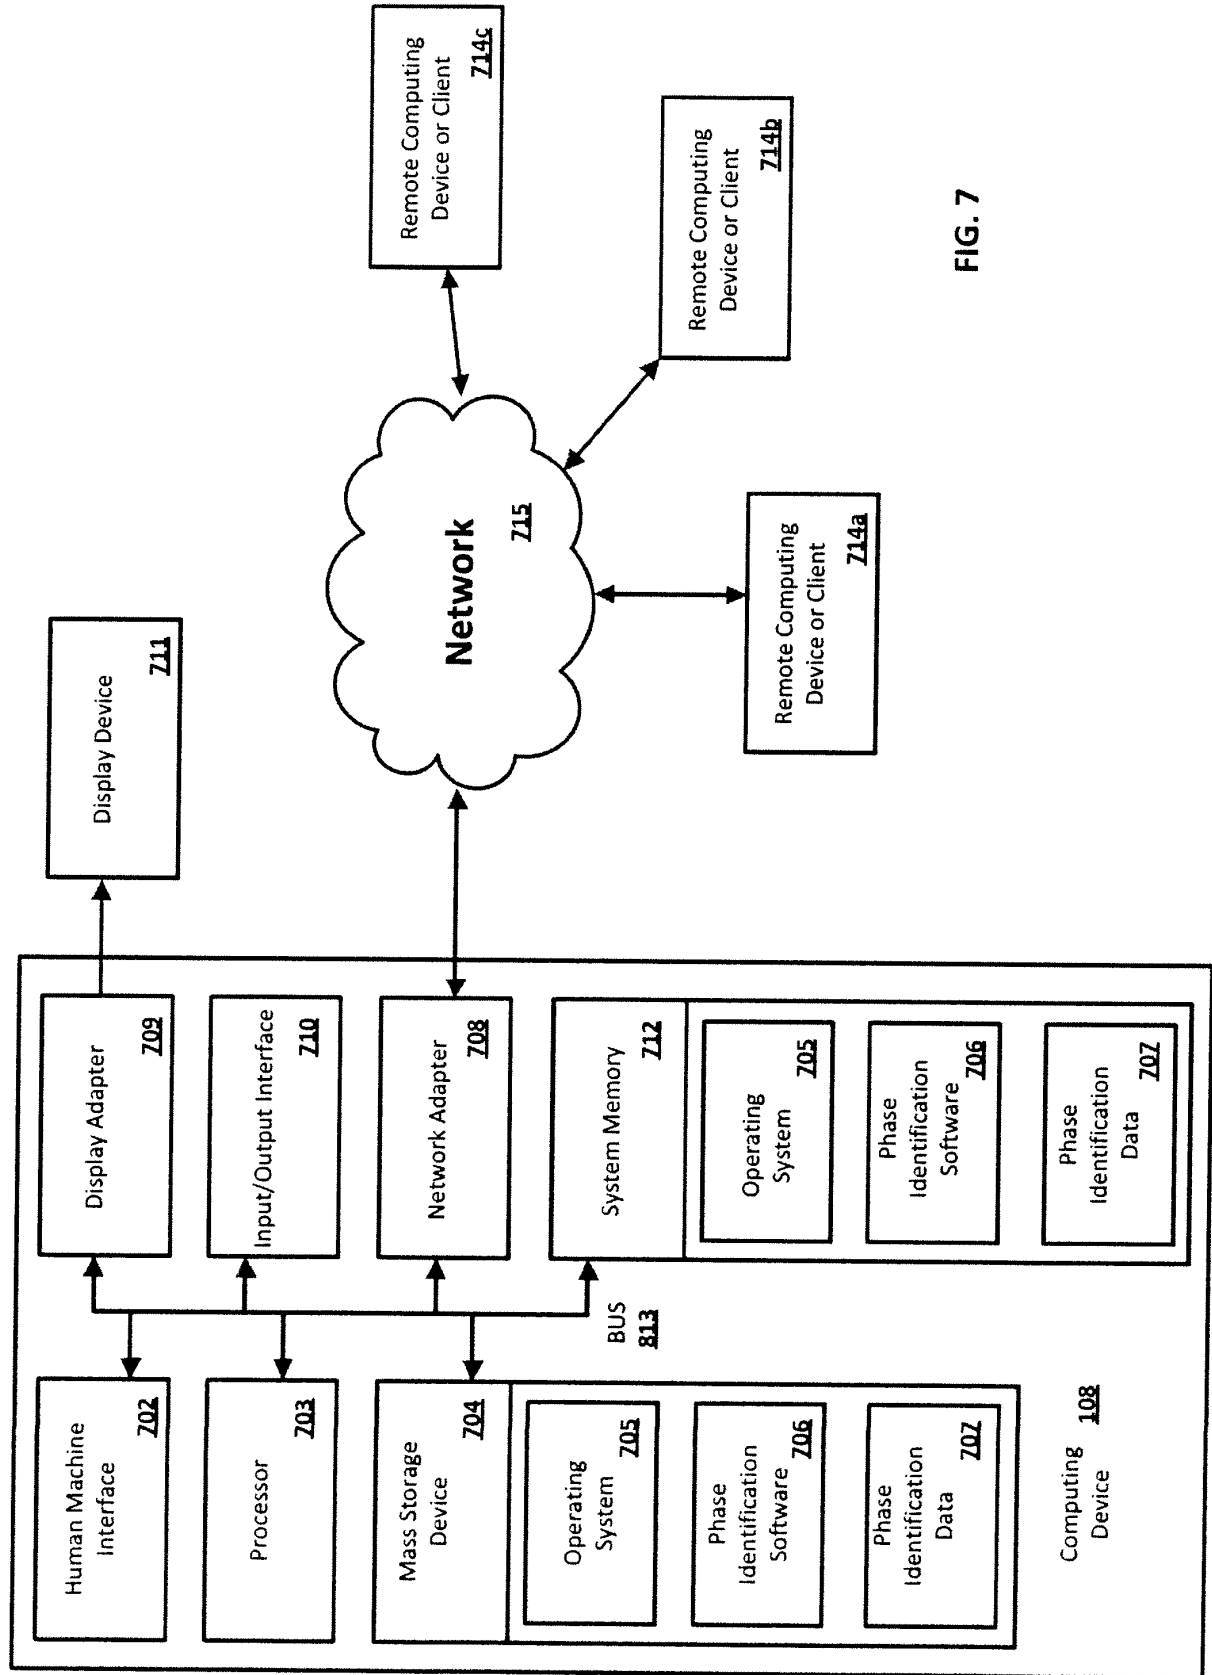 Human Machine
Interface
702
Processor
703
Mass Storage
Device
704
Operating
System
705
Phase
Identification
Software
706
Phase
Identification
Data
707
Computing
Device
108
BUS
813
Display Adapter
709
Input/Output Interface
710
Network Adapter
708
System Memory
712
Operating
System
705
Phase
Identification
Software
706
Phase
Identification
Data
707
Display Device
711
Network
715
Remote Computing
Device or Client
714a
Remote Computing
Device or Client
714b
Remote Computing
Device or Client
714c
FIG. 7